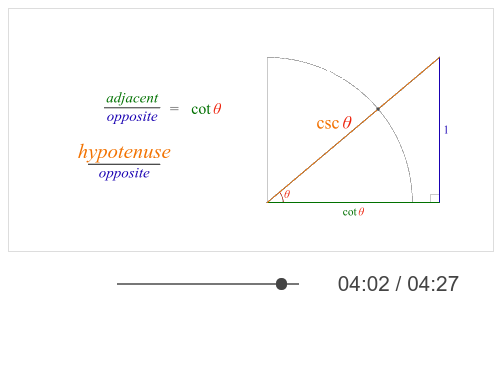 adjacent
opposite
= cot θ
hypotenuse
opposite
csc θ
1
θ
cot θ
04:02 / 04:27